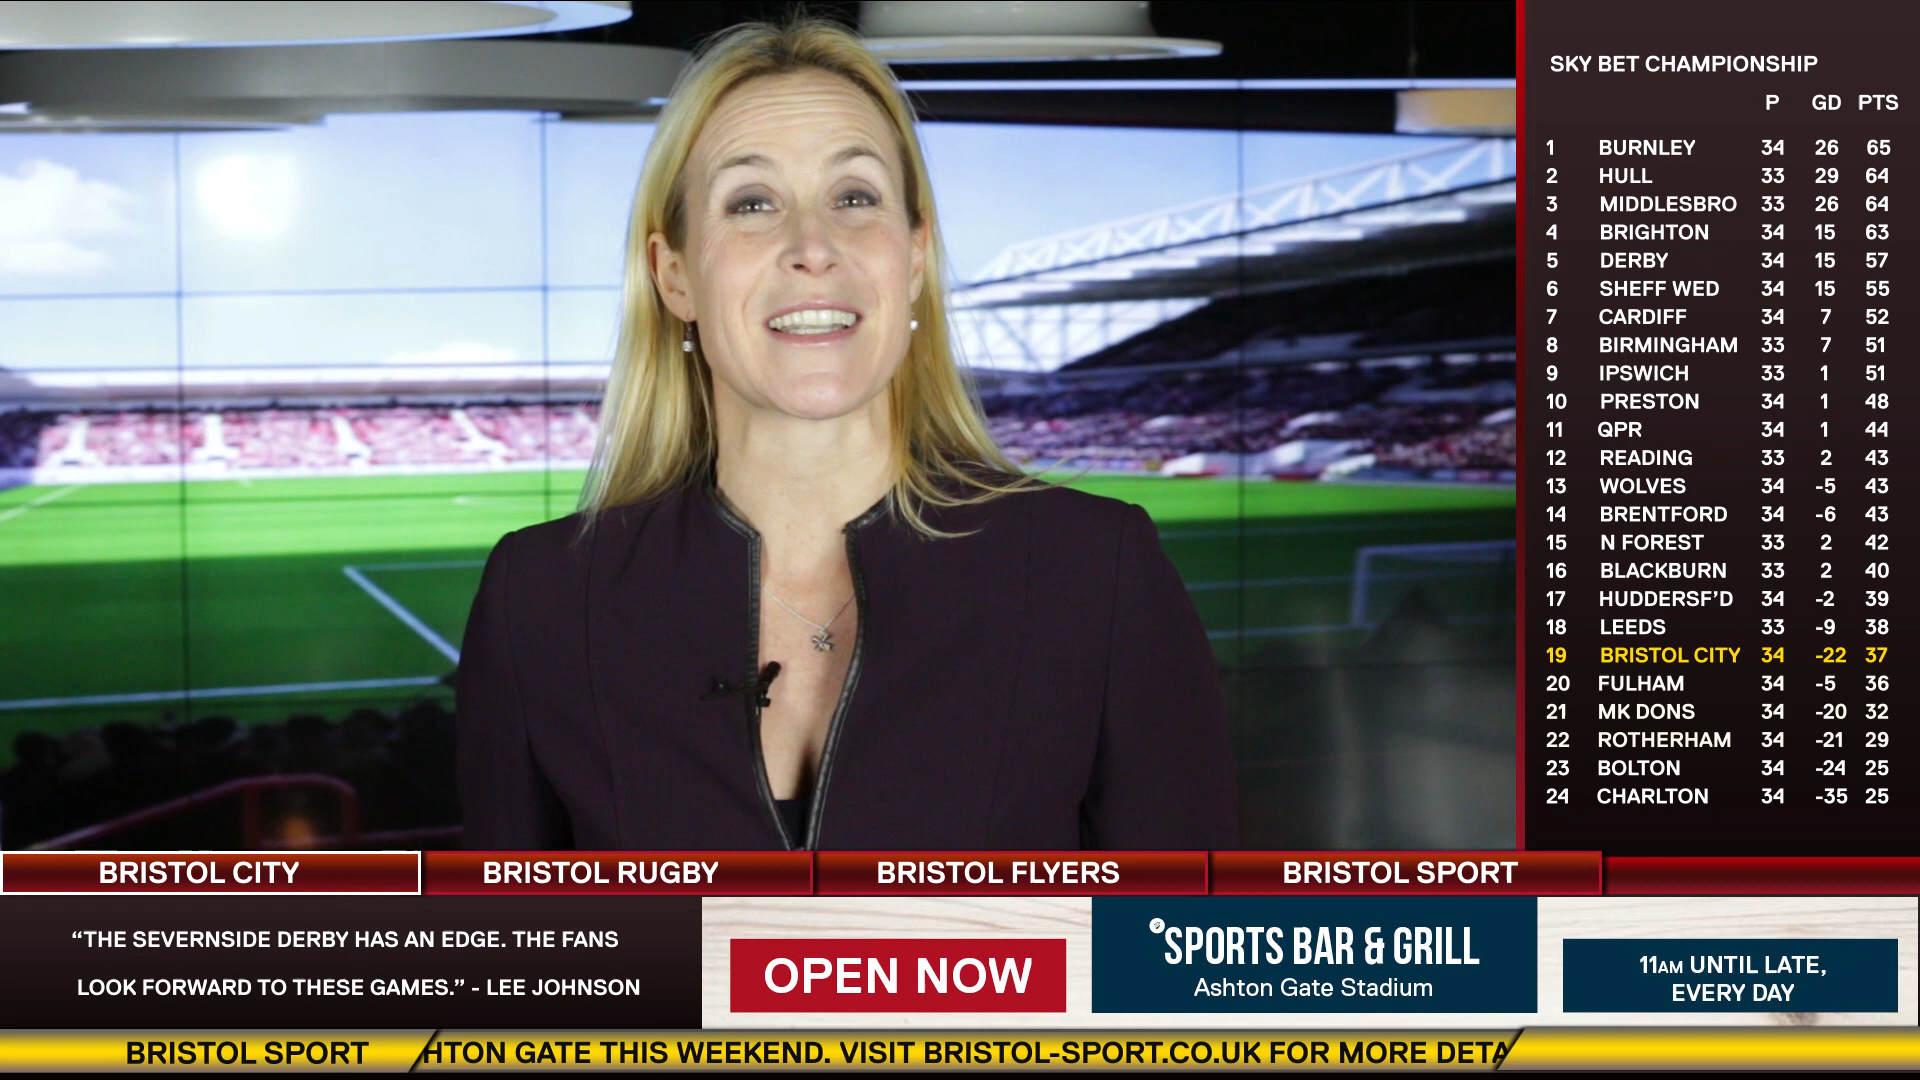 SKY BET CHAMPIONSHIP
P GD PTS
1 BURNLEY 34 26 65
2 HULL 33 29 64
3 MIDDLESBRO 33 26 64
4 BRIGHTON 34 15 63
5 DERBY 34 15 57
6 SHEFF WED 34 15 55
7 CARDIFF 34 7 52
8 BIRMINGHAM 33 7 51
9 IPSWICH 33 1 51
10 PRESTON 34 1 48
11 QPR 34 1 44
12 READING 33 2 43
13 WOLVES 34 -5 43
14 BRENTFORD 34 -6 43
15 N FOREST 33 2 42
16 BLACKBURN 33 2 40
17 HUDDERSF’D 34 -2 39
18 LEEDS 33 -9 38
19 BRISTOL CITY 34 -22 37
20 FULHAM 34 -5 36
21 MK DONS 34 -20 32
22 ROTHERHAM 34 -21 29
23 BOLTON 34 -24 25
24 CHARLTON 34 -35 25
BRISTOL CITY BRISTOL RUGBY BRISTOL FLYERS BRISTOL SPORT
“THE SEVERNSIDE DERBY HAS AN EDGE. THE FANS
LOOK FORWARD TO THESE GAMES.” - LEE JOHNSON
OPEN NOW
SPORTS BAR & GRILL
Ashton Gate Stadium
11AM UNTIL LATE,
EVERY DAY
BRISTOL SPORT HTON GATE THIS WEEKEND. VISIT BRISTOL-SPORT.CO.UK FOR MORE DETA